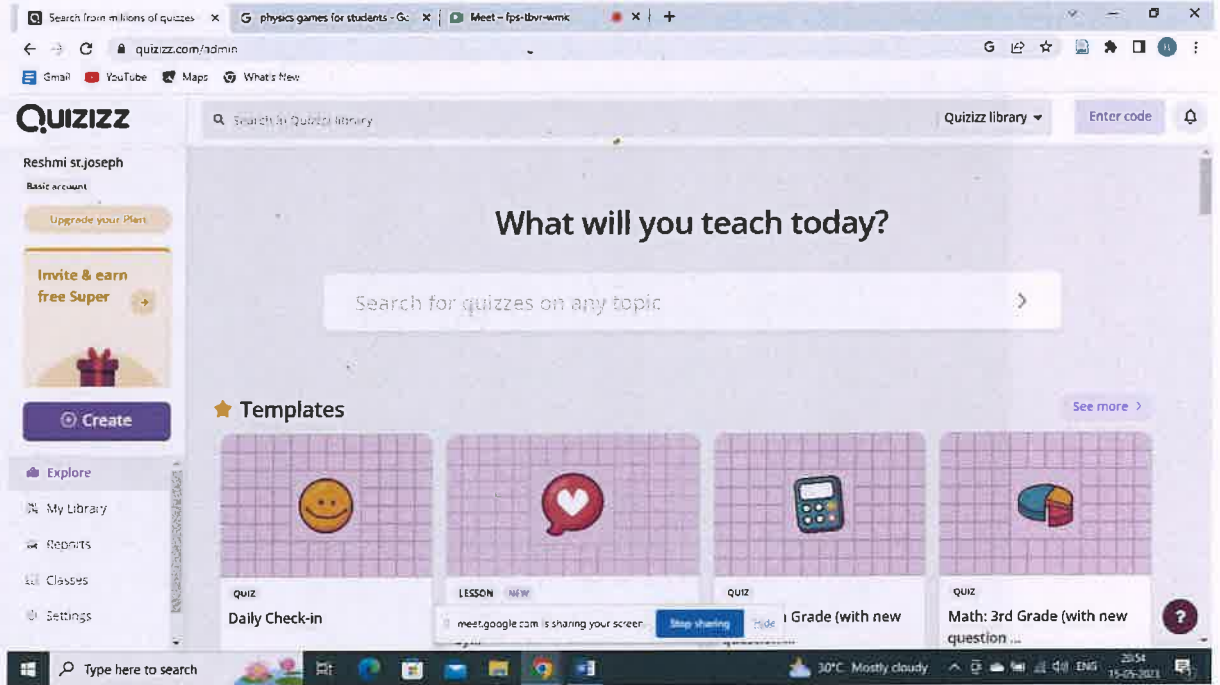 Search from millions of quizzes
physics games for students - Go
Meet – fps-tbvr-wmk
quizizz.com/admin
Gmail YouTube Maps What's New
QUIZIZZ
Search in Quizizz library
Quizizz library
Enter code
Reshmi st.joseph
Basic account
Upgrade your Plan
Invite & earn
free Super
Create
Explore
My Library
Reports
Classes
Settings
What will you teach today?
Search for quizzes on any topic
Templates
See more >
QUIZ
Daily Check-in
LESSON NEW
QUIZ
Grade (with new
QUIZ
Math: 3rd Grade (with new
question ...
meet.google.com is sharing your screen.
Stop sharing
Hide
?
Type here to search
30°C Mostly cloudy
ENG
20:54
15-05-2023